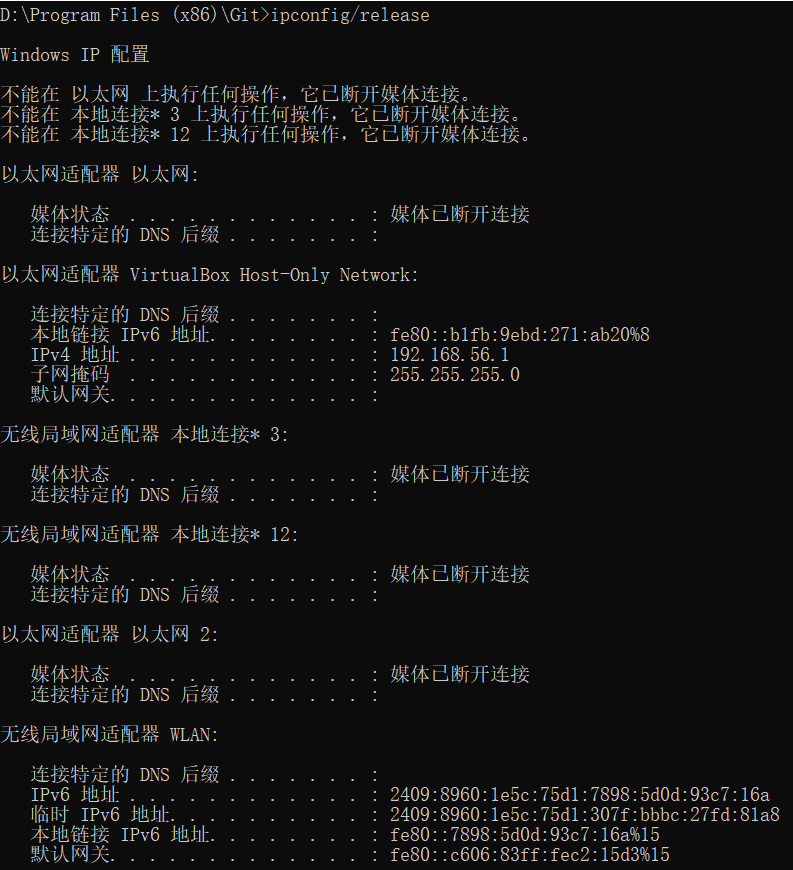 D:\Program Files (x86)\Git>ipconfig/release
Windows IP 配置
不能在 以太网 上执行任何操作，它已断开媒体连接。
不能在 本地连接* 3 上执行任何操作，它已断开媒体连接。
不能在 本地连接* 12 上执行任何操作，它已断开媒体连接。
以太网适配器 以太网:
媒体状态  . . . . . . . . . . . . : 媒体已断开连接
连接特定的 DNS 后缀 . . . . . . . :
以太网适配器 VirtualBox Host-Only Network:
连接特定的 DNS 后缀 . . . . . . . :
本地链接 IPv6 地址. . . . . . . . : fe80::b1fb:9ebd:271:ab20%8
IPv4 地址 . . . . . . . . . . . . : 192.168.56.1
子网掩码  . . . . . . . . . . . . : 255.255.255.0
默认网关. . . . . . . . . . . . . :
无线局域网适配器 本地连接* 3:
媒体状态  . . . . . . . . . . . . : 媒体已断开连接
连接特定的 DNS 后缀 . . . . . . . :
无线局域网适配器 本地连接* 12:
媒体状态  . . . . . . . . . . . . : 媒体已断开连接
连接特定的 DNS 后缀 . . . . . . . :
以太网适配器 以太网 2:
媒体状态  . . . . . . . . . . . . : 媒体已断开连接
连接特定的 DNS 后缀 . . . . . . . :
无线局域网适配器 WLAN:
连接特定的 DNS 后缀 . . . . . . . :
IPv6 地址 . . . . . . . . . . . . : 2409:8960:1e5c:75d1:7898:5d0d:93c7:16a
临时 IPv6 地址. . . . . . . . . . : 2409:8960:1e5c:75d1:307f:bbbc:27fd:81a8
本地链接 IPv6 地址. . . . . . . . : fe80::7898:5d0d:93c7:16a%15
默认网关. . . . . . . . . . . . . : fe80::c606:83ff:fec2:15d3%15